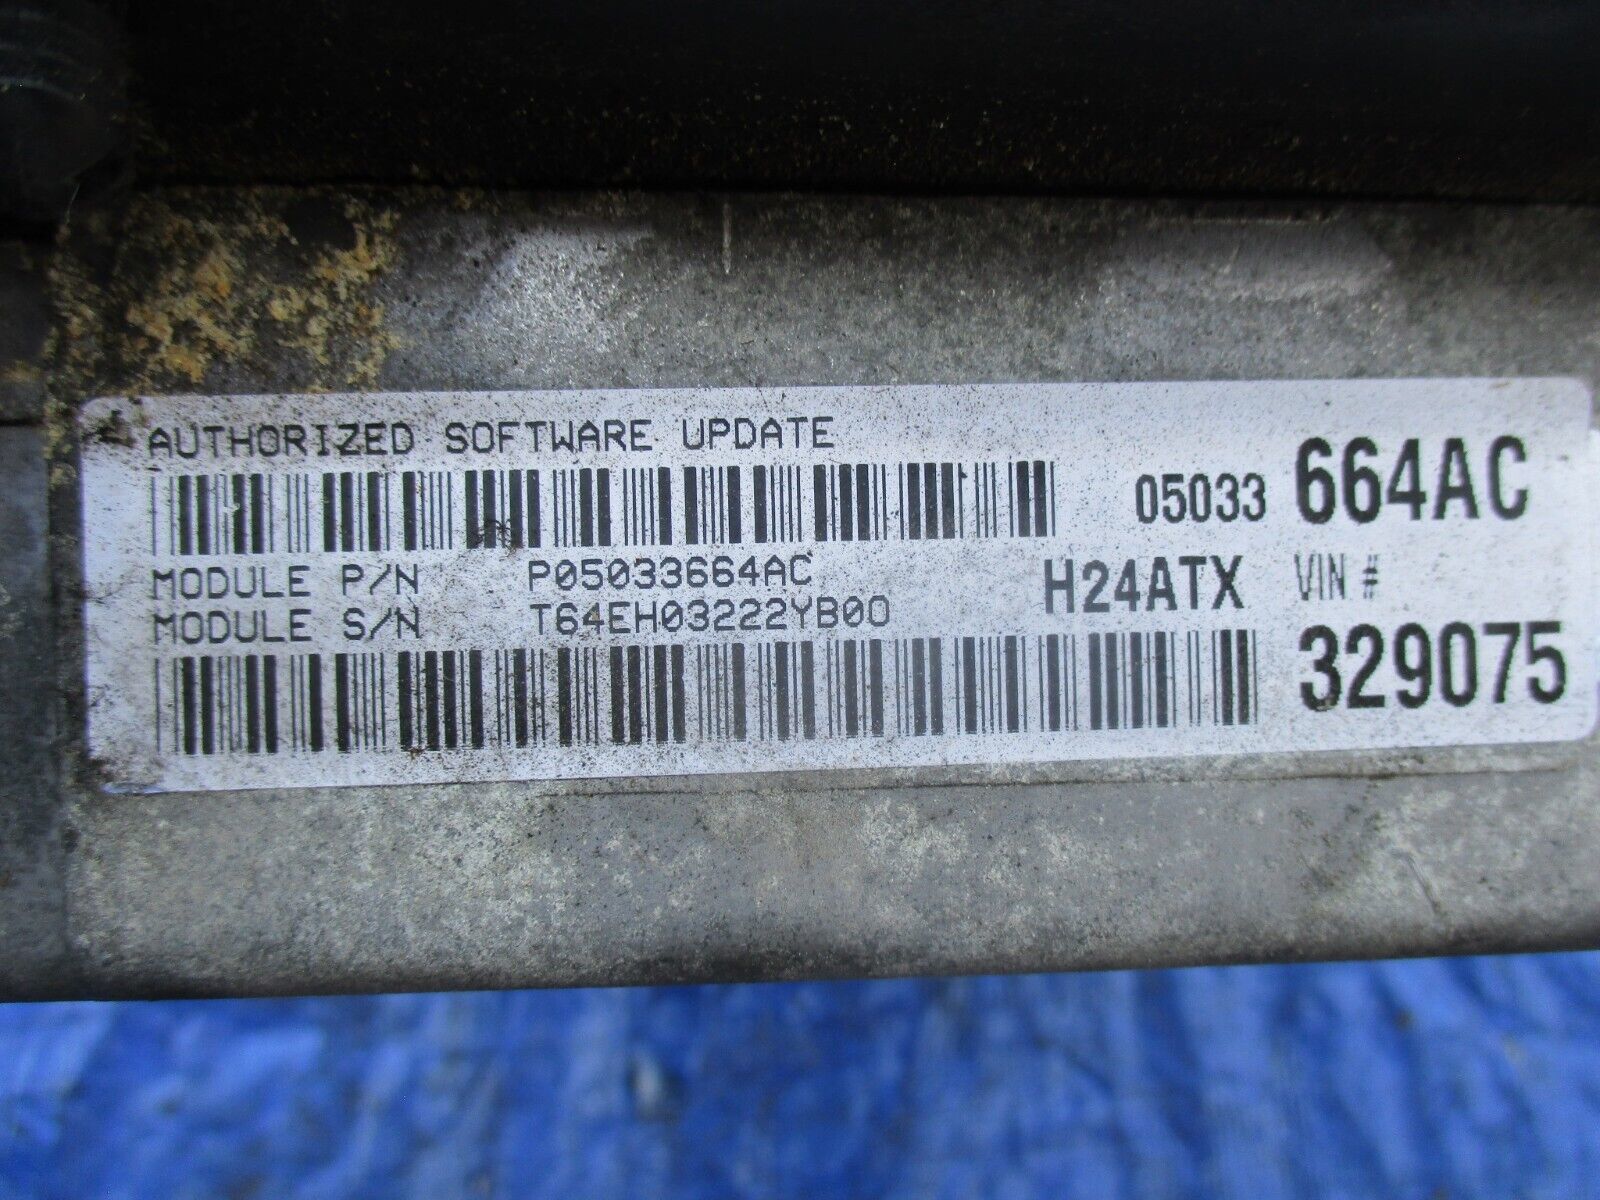 AUTHORIZED SOFTWARE UPDATE
05033 664AC
MODULE P/N P05033664AC
MODULE S/N T64EH03222YB00
H24ATX VIN #
329075